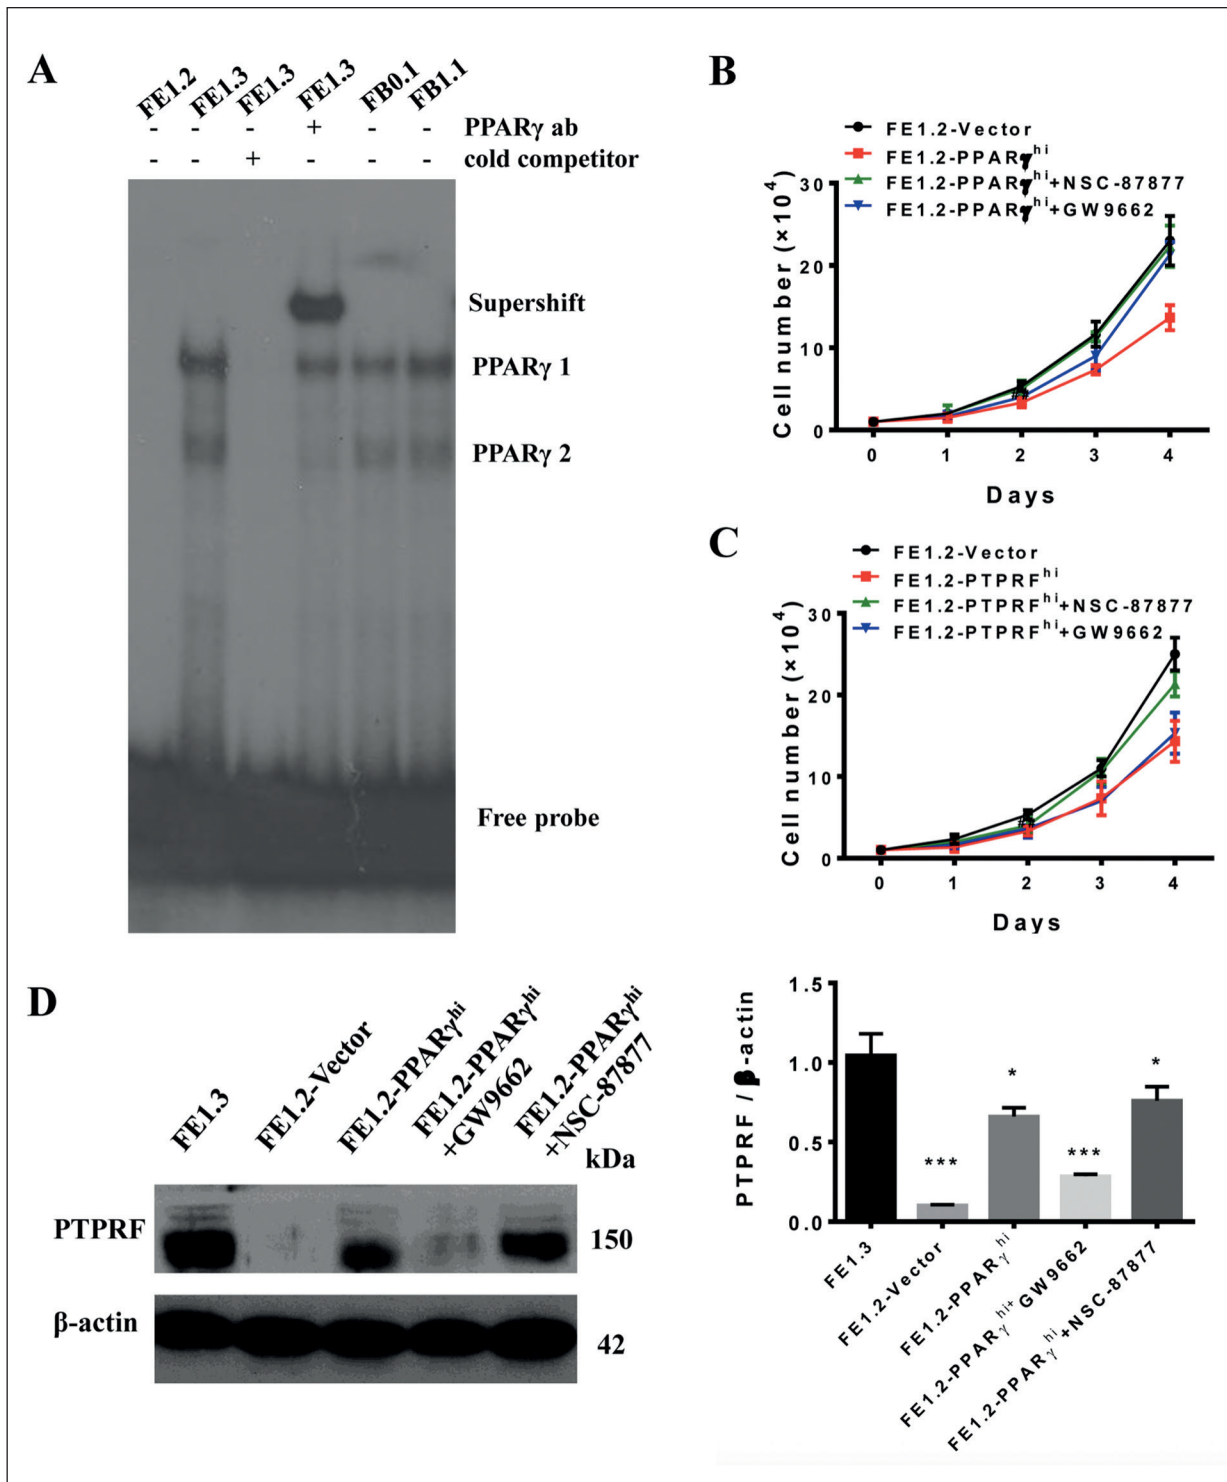 A
FE1.2 FE1.3 FE1.3 FE1.3 FB0.1 FB1.1
- - - + - - PPARγ ab
- - + - - - cold competitor
Supershift
PPARγ 1
PPARγ 2
Free probe
B
FE1.2-Vector
FE1.2-PPARγhi
FE1.2-PPARγhi+NSC-87877
FE1.2-PPARγhi+GW9662
Cell number (×10⁴)
30
20
10
0
##
0 1 2 3 4
Days
C
FE1.2-Vector
FE1.2-PTPRFhi
FE1.2-PTPRFhi+NSC-87877
FE1.2-PTPRFhi+GW9662
Cell number (×10⁴)
30
20
10
0
0 1 2 3 4
Days
D
FE1.3
FE1.2-Vector
FE1.2-PPARγhi
FE1.2-PPARγhi
+GW9662
FE1.2-PPARγhi
+NSC-87877
kDa
PTPRF 150
β-actin 42
PTPRF / β-actin
1.5
1.0
0.5
0.0
*** * *** *
FE1.3
FE1.2-Vector
FE1.2-PPARγhi
FE1.2-PPARγhi+GW9662
FE1.2-PPARγhi+NSC-87877